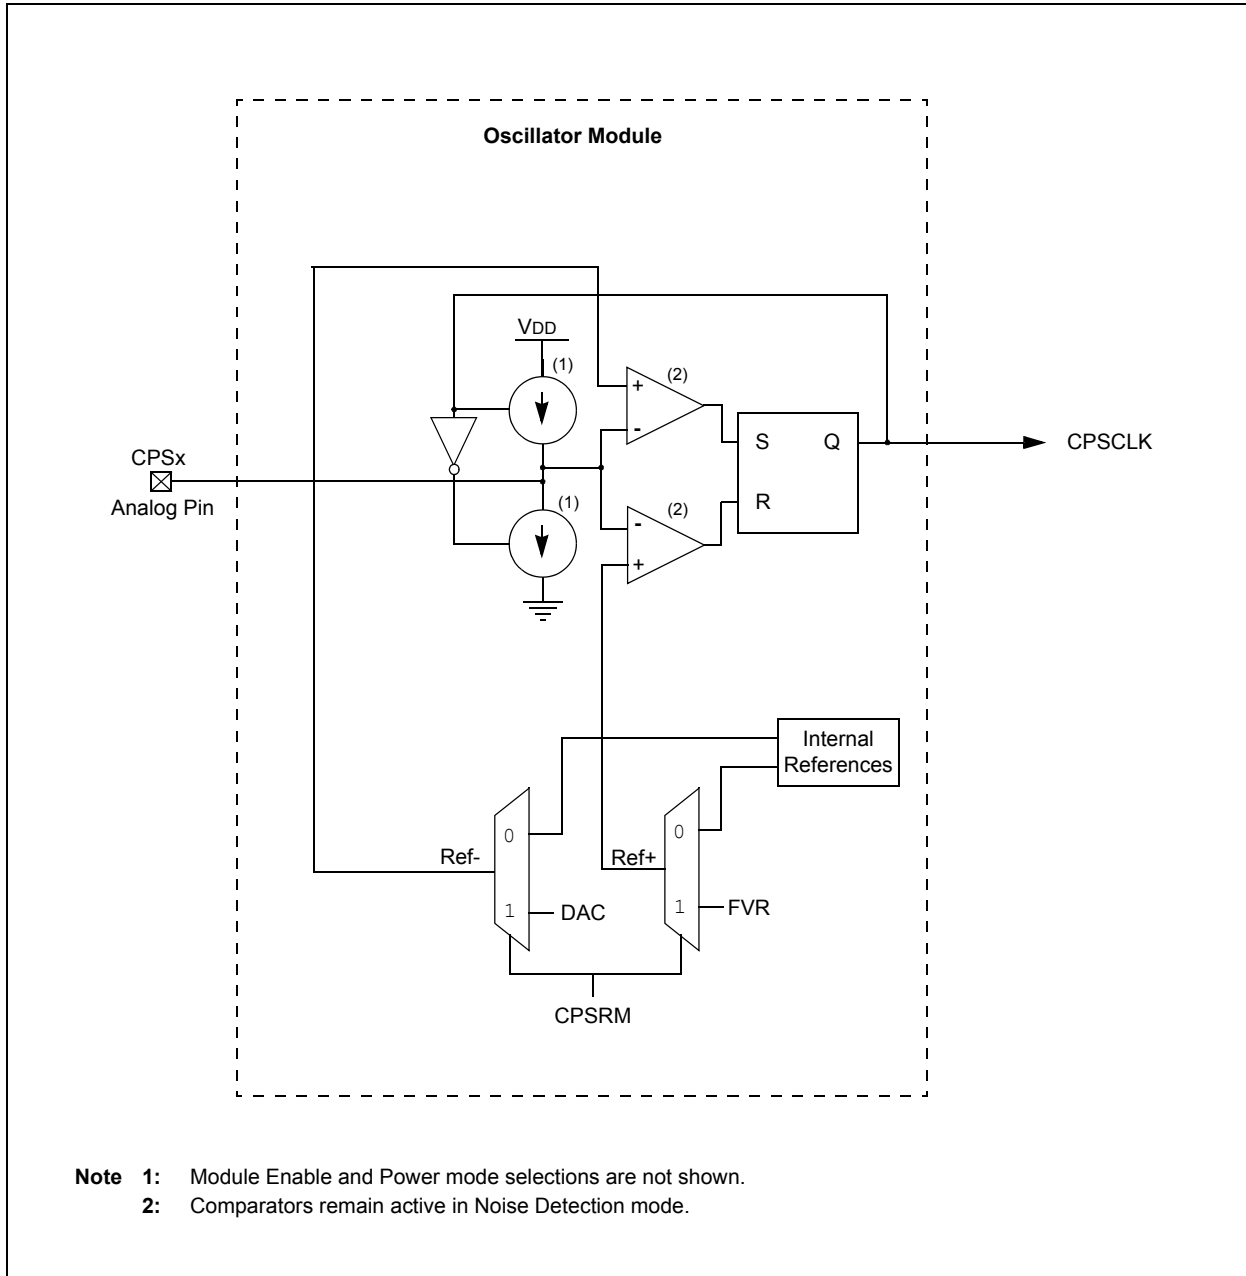 Oscillator Module
VDD
(1)
(2)
+
-
S Q
CPSCLK
CPSx
Analog Pin
(1)
(2)
R
-
+
Internal
References
0
0
Ref-
Ref+
1
DAC
1
FVR
CPSRM
Note 1: Module Enable and Power mode selections are not shown.
2: Comparators remain active in Noise Detection mode.